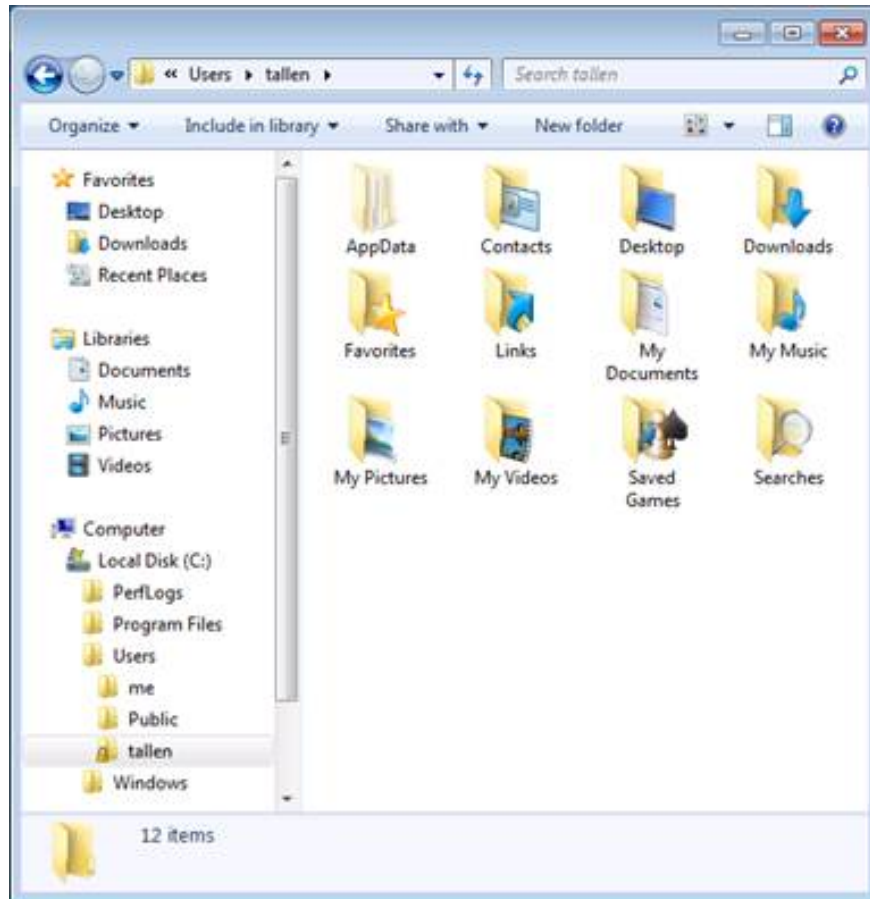 « Users ▸ tallen ▸
Search tallen
Organize ▾ Include in library ▾ Share with ▾ New folder
Favorites
Desktop
Downloads
Recent Places
Libraries
Documents
Music
Pictures
Videos
Computer
Local Disk (C:)
PerfLogs
Program Files
Users
me
Public
tallen
Windows
AppData Contacts Desktop Downloads
Favorites Links My Documents My Music
My Pictures My Videos Saved Games Searches
12 items